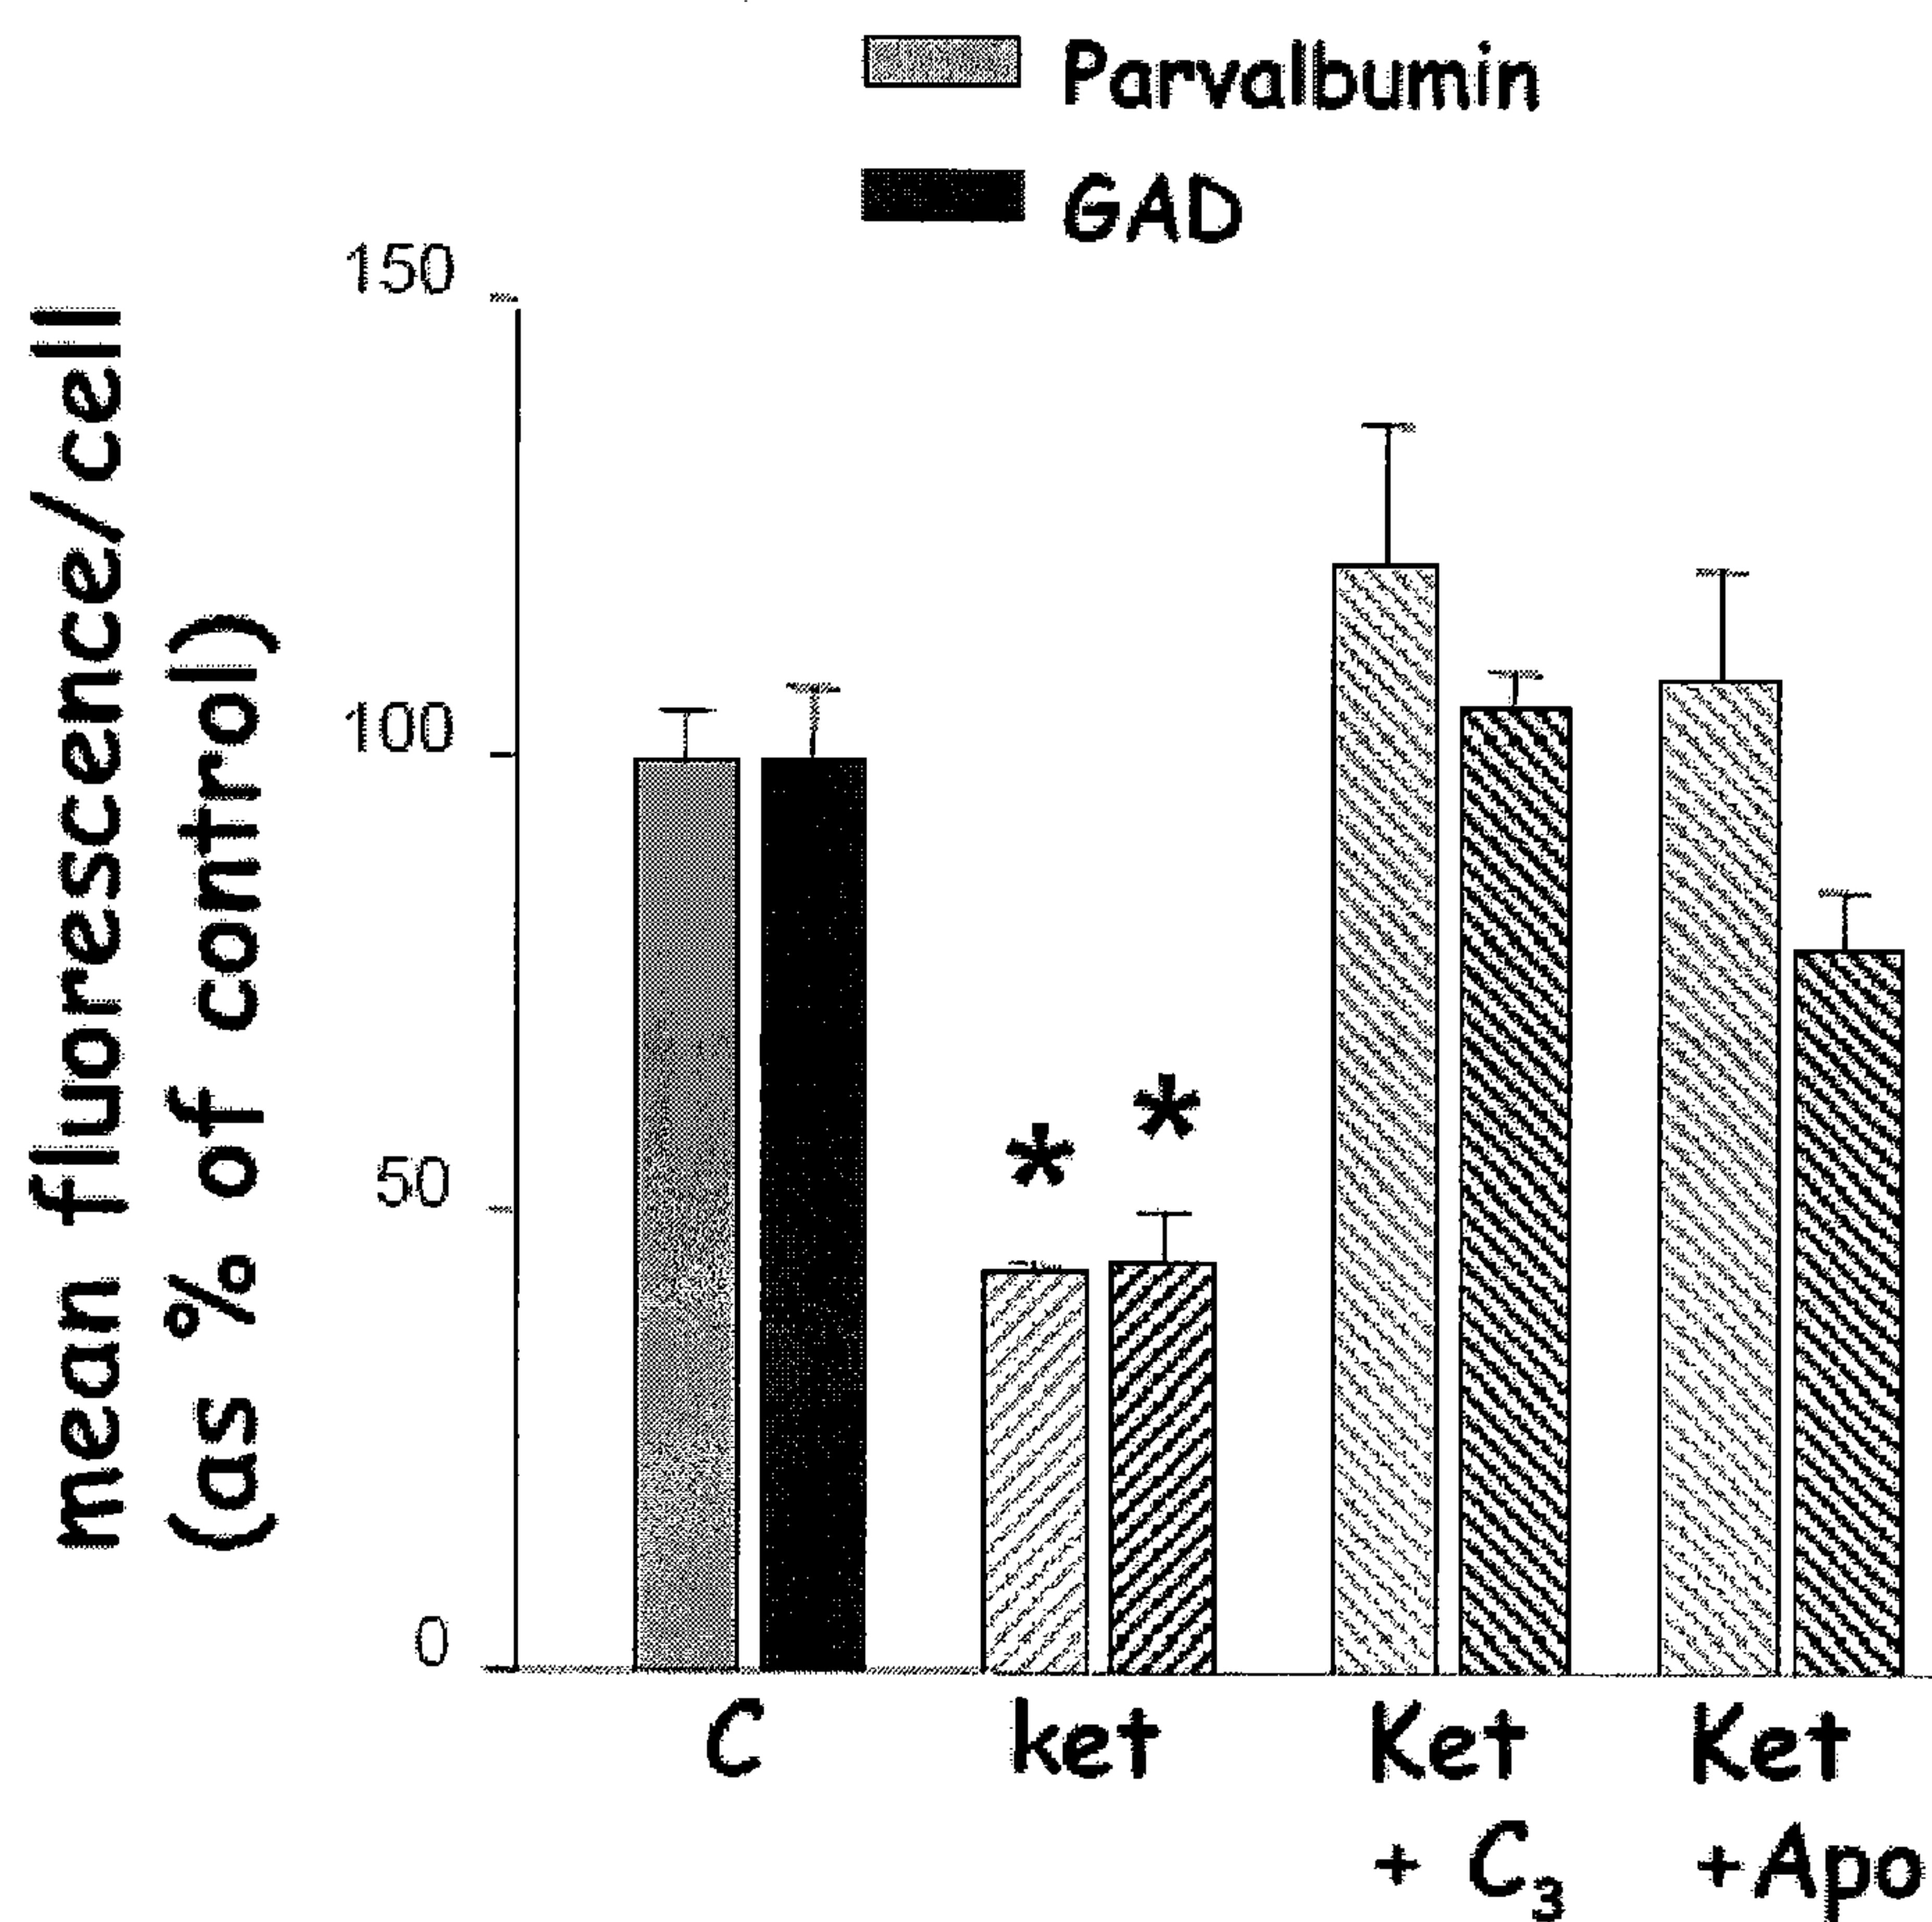 Parvalbumin
GAD
mean fluorescence/cell
(as % of control)
150
100
50
0
* *
C ket Ket Ket
+ C₃ +Apo